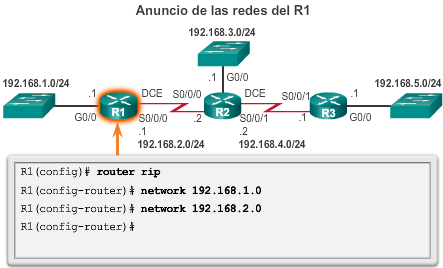 Anuncio de las redes del R1
192.168.3.0/24
192.168.1.0/24
.1
G0/0
192.168.5.0/24
.1
DCE
S0/0/0
DCE
S0/0/1
.1
R1
R2
R3
G0/0
S0/0/0
.2
S0/0/1
G0/0
.1
.2
.1
192.168.2.0/24
192.168.4.0/24
R1(config)# router rip
R1(config-router)# network 192.168.1.0
R1(config-router)# network 192.168.2.0
R1(config-router)#